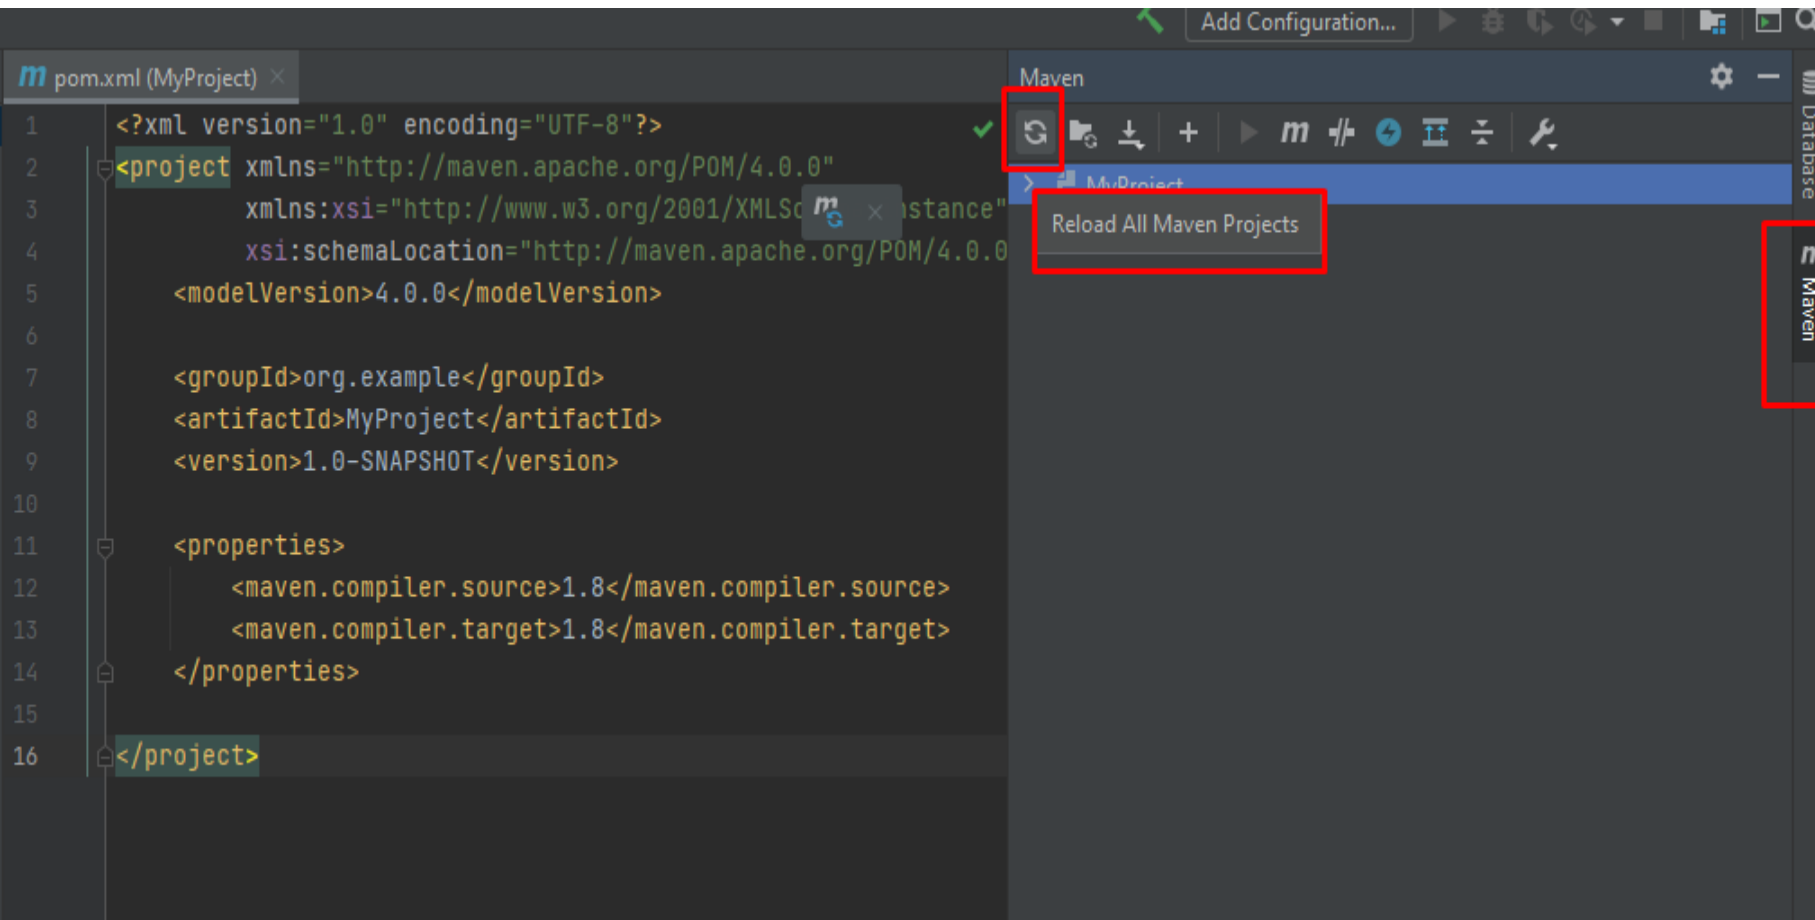 Add Configuration...
pom.xml (MyProject)
Maven
1 <?xml version="1.0" encoding="UTF-8"?>
2 <project xmlns="http://maven.apache.org/POM/4.0.0"
3 xmlns:xsi="http://www.w3.org/2001/XMLSc stance"
4 xsi:schemaLocation="http://maven.apache.org/POM/4.0.0
5 <modelVersion>4.0.0</modelVersion>
6
7 <groupId>org.example</groupId>
8 <artifactId>MyProject</artifactId>
9 <version>1.0-SNAPSHOT</version>
10
11 <properties>
12 <maven.compiler.source>1.8</maven.compiler.source>
13 <maven.compiler.target>1.8</maven.compiler.target>
14 </properties>
15
16 </project>
MyProject
Reload All Maven Projects
Database
Maven